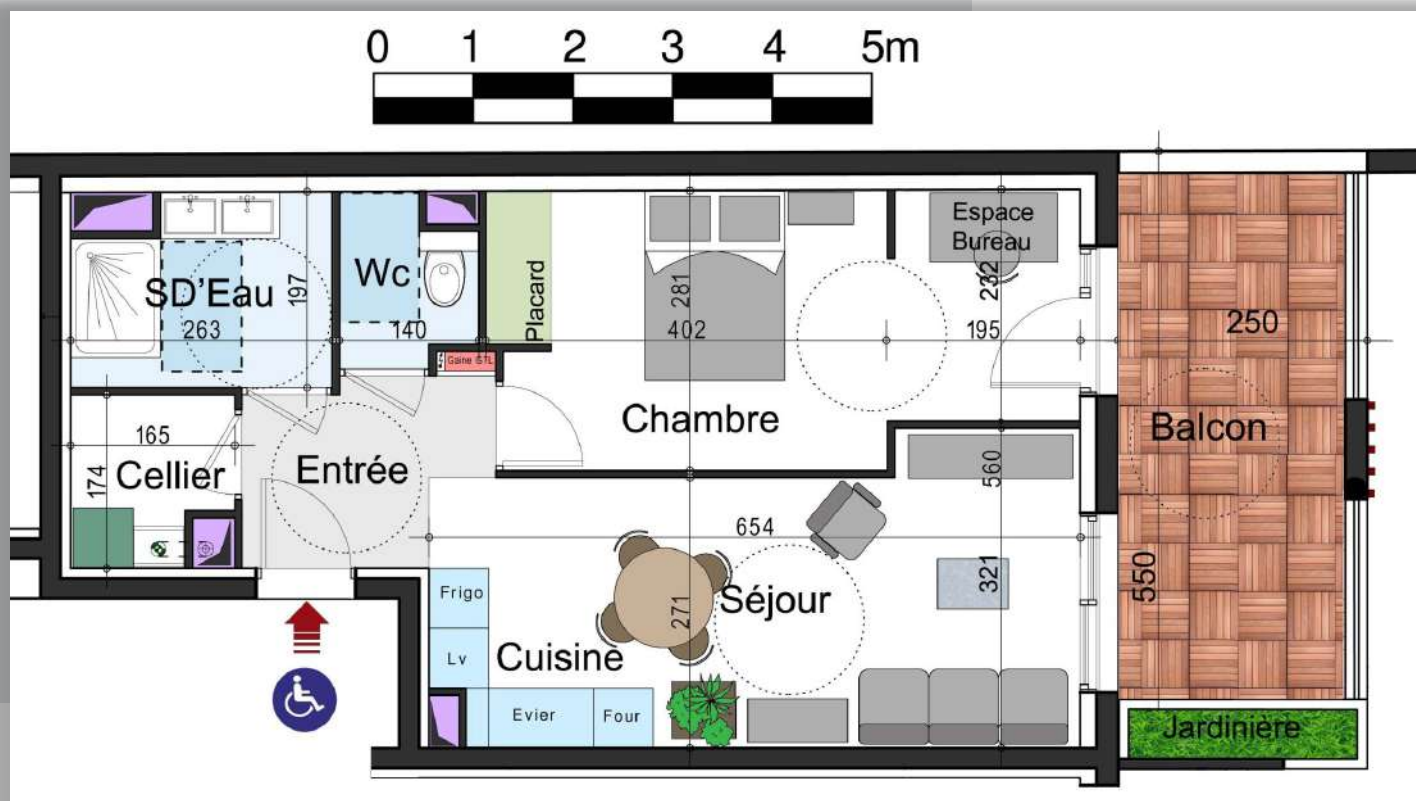 0 1 2 3 4 5m
Espace
Bureau
Wc
SD'Eau
Placard
197
281
232
263
140
402
195
250
Gaine GTL
Chambre
Balcon
165
Cellier
Entrée
174
560
654
550
321
Séjour
271
Frigo
Lv
Cuisine
Evier
Four
Jardinière